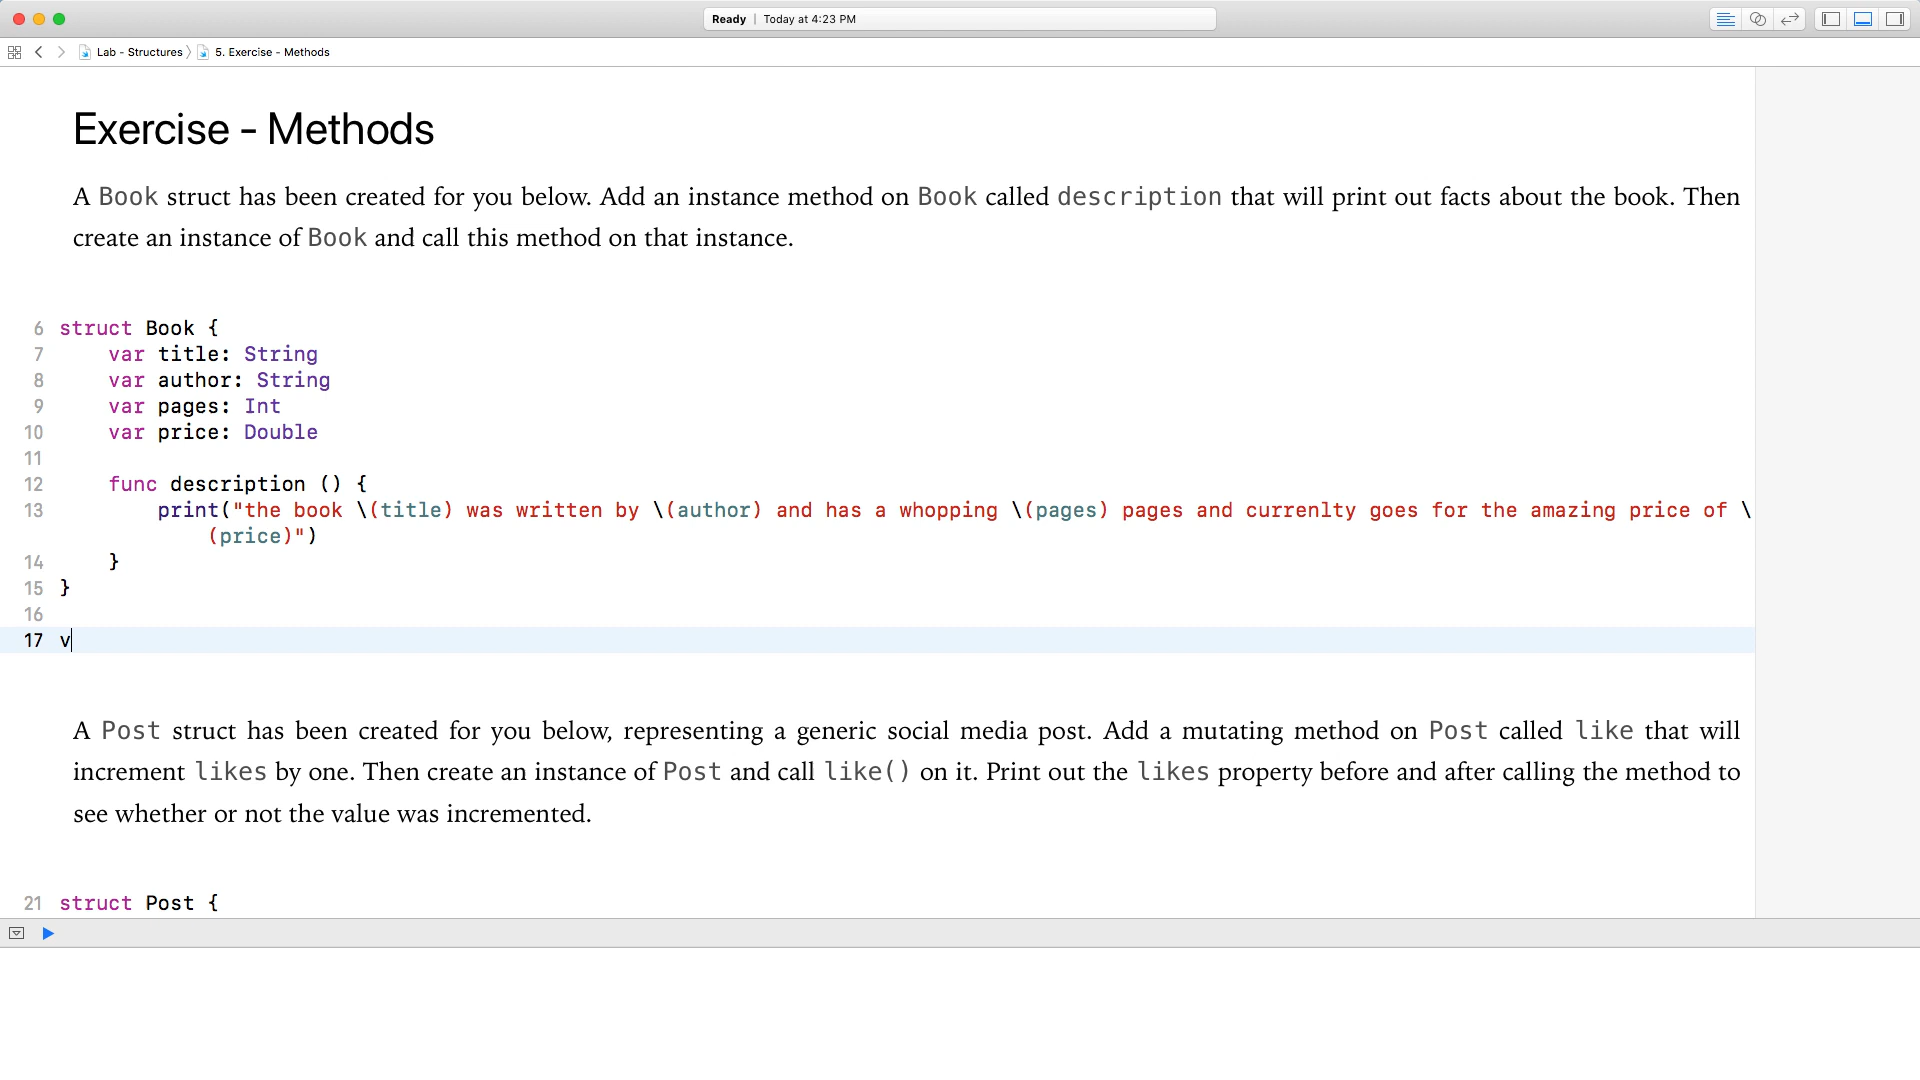 Ready | Today at 4:23 PM
Lab - Structures 〉 5. Exercise - Methods
Exercise - Methods
A Book struct has been created for you below. Add an instance method on Book called description that will print out facts about the book. Then
create an instance of Book and call this method on that instance.
6 struct Book {
7 var title: String
8 var author: String
9 var pages: Int
10 var price: Double
11
12 func description () {
13 print("the book \(title) was written by \(author) and has a whopping \(pages) pages and currenlty goes for the amazing price of \
(price)")
14 }
15 }
16
17 v
A Post struct has been created for you below, representing a generic social media post. Add a mutating method on Post called like that will
increment likes by one. Then create an instance of Post and call like() on it. Print out the likes property before and after calling the method to
see whether or not the value was incremented.
21 struct Post {